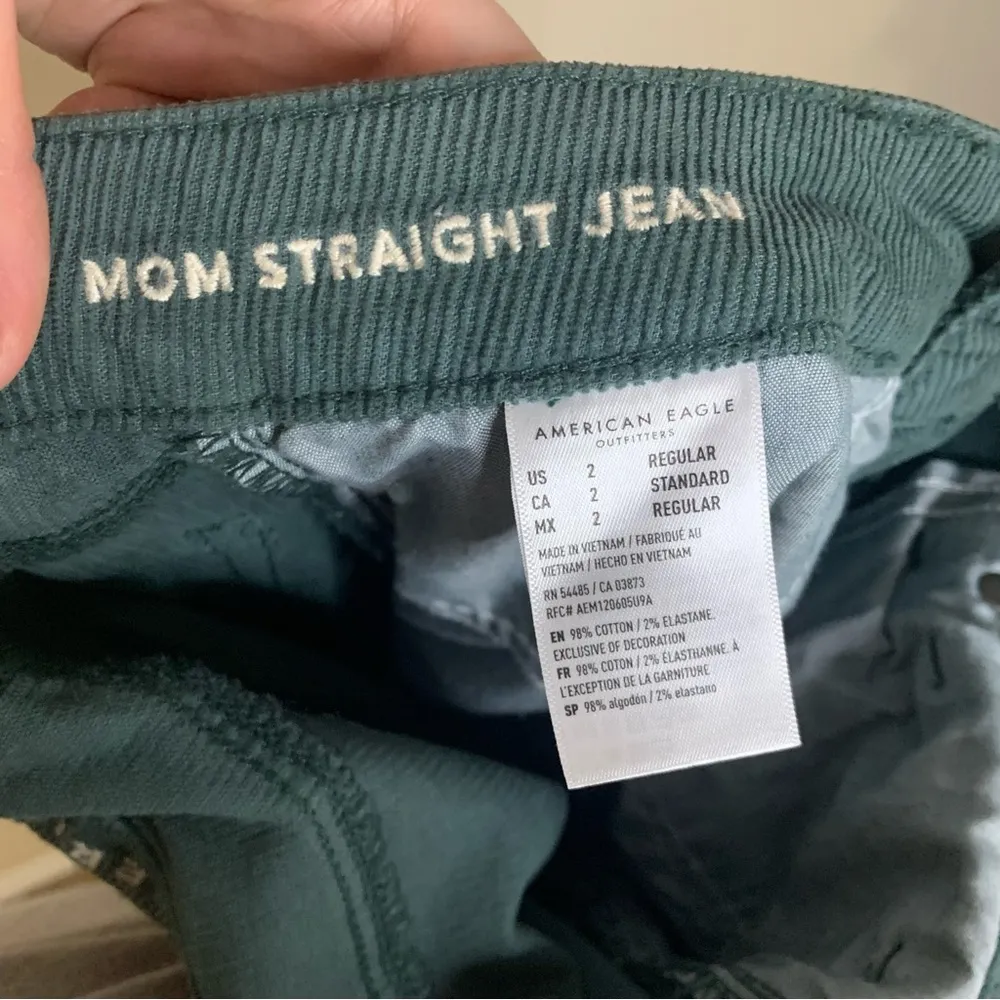 MOM STRAIGHT JEAN
AMERICAN EAGLE
OUTFITTERS
US 2 REGULAR
CA 2 STANDARD
MX 2 REGULAR
MADE IN VIETNAM / FABRIQUÉ AU
VIETNAM / HECHO EN VIETNAM
RN 54485 / CA 03873
RFC# AEM120605U9A
EN 98% COTTON / 2% ELASTANE.
EXCLUSIVE OF DECORATION
FR 98% COTON / 2% ÉLASTHANNE. À
L'EXCEPTION DE LA GARNITURE
SP 98% algodón / 2% elastano